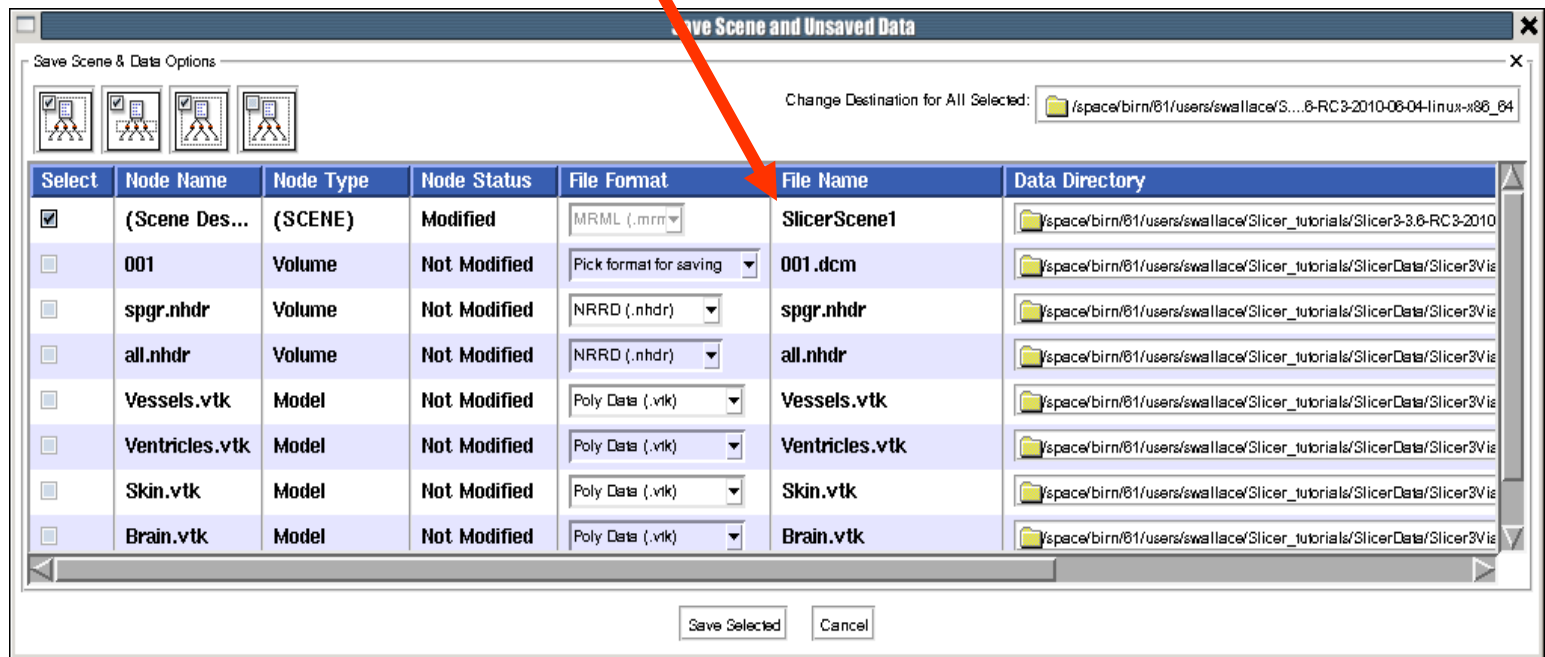 Save Scene and Unsaved Data
Save Scene & Data Options
Change Destination for All Selected: /space/birn/61/users/swallace/S....6-RC3-2010-06-04-linux-x86_64
Select Node Name Node Type Node Status File Format File Name Data Directory
(Scene Des... (SCENE) Modified MRML (.mrm SlicerScene1 /space/birn/61/users/swallace/Slicer_tutorials/Slicer3-3.6-RC3-2010
001 Volume Not Modified Pick format for saving 001.dcm /space/birn/61/users/swallace/Slicer_tutorials/SlicerData/Slicer3Vis
spgr.nhdr Volume Not Modified NRRD (.nhdr) spgr.nhdr /space/birn/61/users/swallace/Slicer_tutorials/SlicerData/Slicer3Vis
all.nhdr Volume Not Modified NRRD (.nhdr) all.nhdr /space/birn/61/users/swallace/Slicer_tutorials/SlicerData/Slicer3Vis
Vessels.vtk Model Not Modified Poly Data (.vtk) Vessels.vtk /space/birn/61/users/swallace/Slicer_tutorials/SlicerData/Slicer3Vis
Ventricles.vtk Model Not Modified Poly Data (.vtk) Ventricles.vtk /space/birn/61/users/swallace/Slicer_tutorials/SlicerData/Slicer3Vis
Skin.vtk Model Not Modified Poly Data (.vtk) Skin.vtk /space/birn/61/users/swallace/Slicer_tutorials/SlicerData/Slicer3Vis
Brain.vtk Model Not Modified Poly Data (.vtk) Brain.vtk /space/birn/61/users/swallace/Slicer_tutorials/SlicerData/Slicer3Vis
Save Selected Cancel